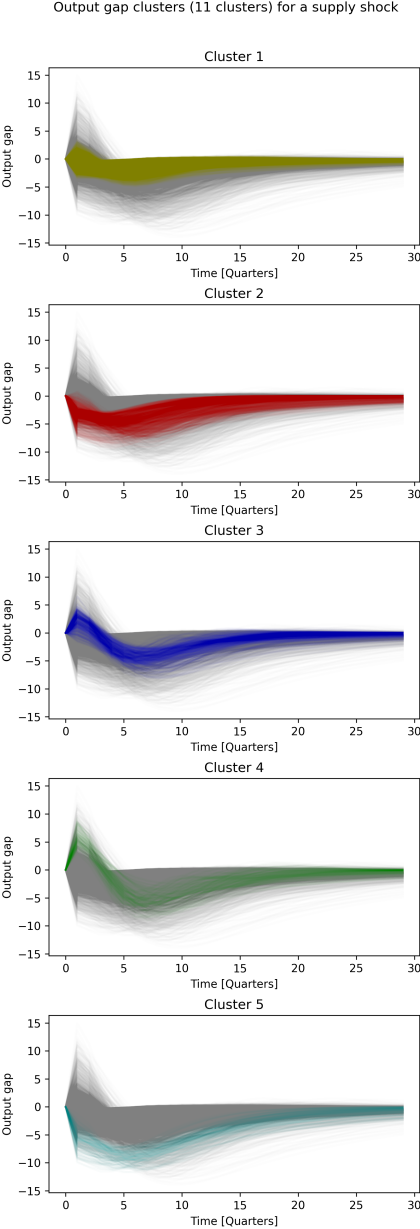 Output gap clusters (11 clusters) for a supply shock
Cluster 1
15
10
5
0
−5
−10
−15
Output gap
0 5 10 15 20 25 30
Time [Quarters]
Cluster 2
15
10
5
0
−5
−10
−15
Output gap
0 5 10 15 20 25 30
Time [Quarters]
Cluster 3
15
10
5
0
−5
−10
−15
Output gap
0 5 10 15 20 25 30
Time [Quarters]
Cluster 4
15
10
5
0
−5
−10
−15
Output gap
0 5 10 15 20 25 30
Time [Quarters]
Cluster 5
15
10
5
0
−5
−10
−15
Output gap
0 5 10 15 20 25 30
Time [Quarters]